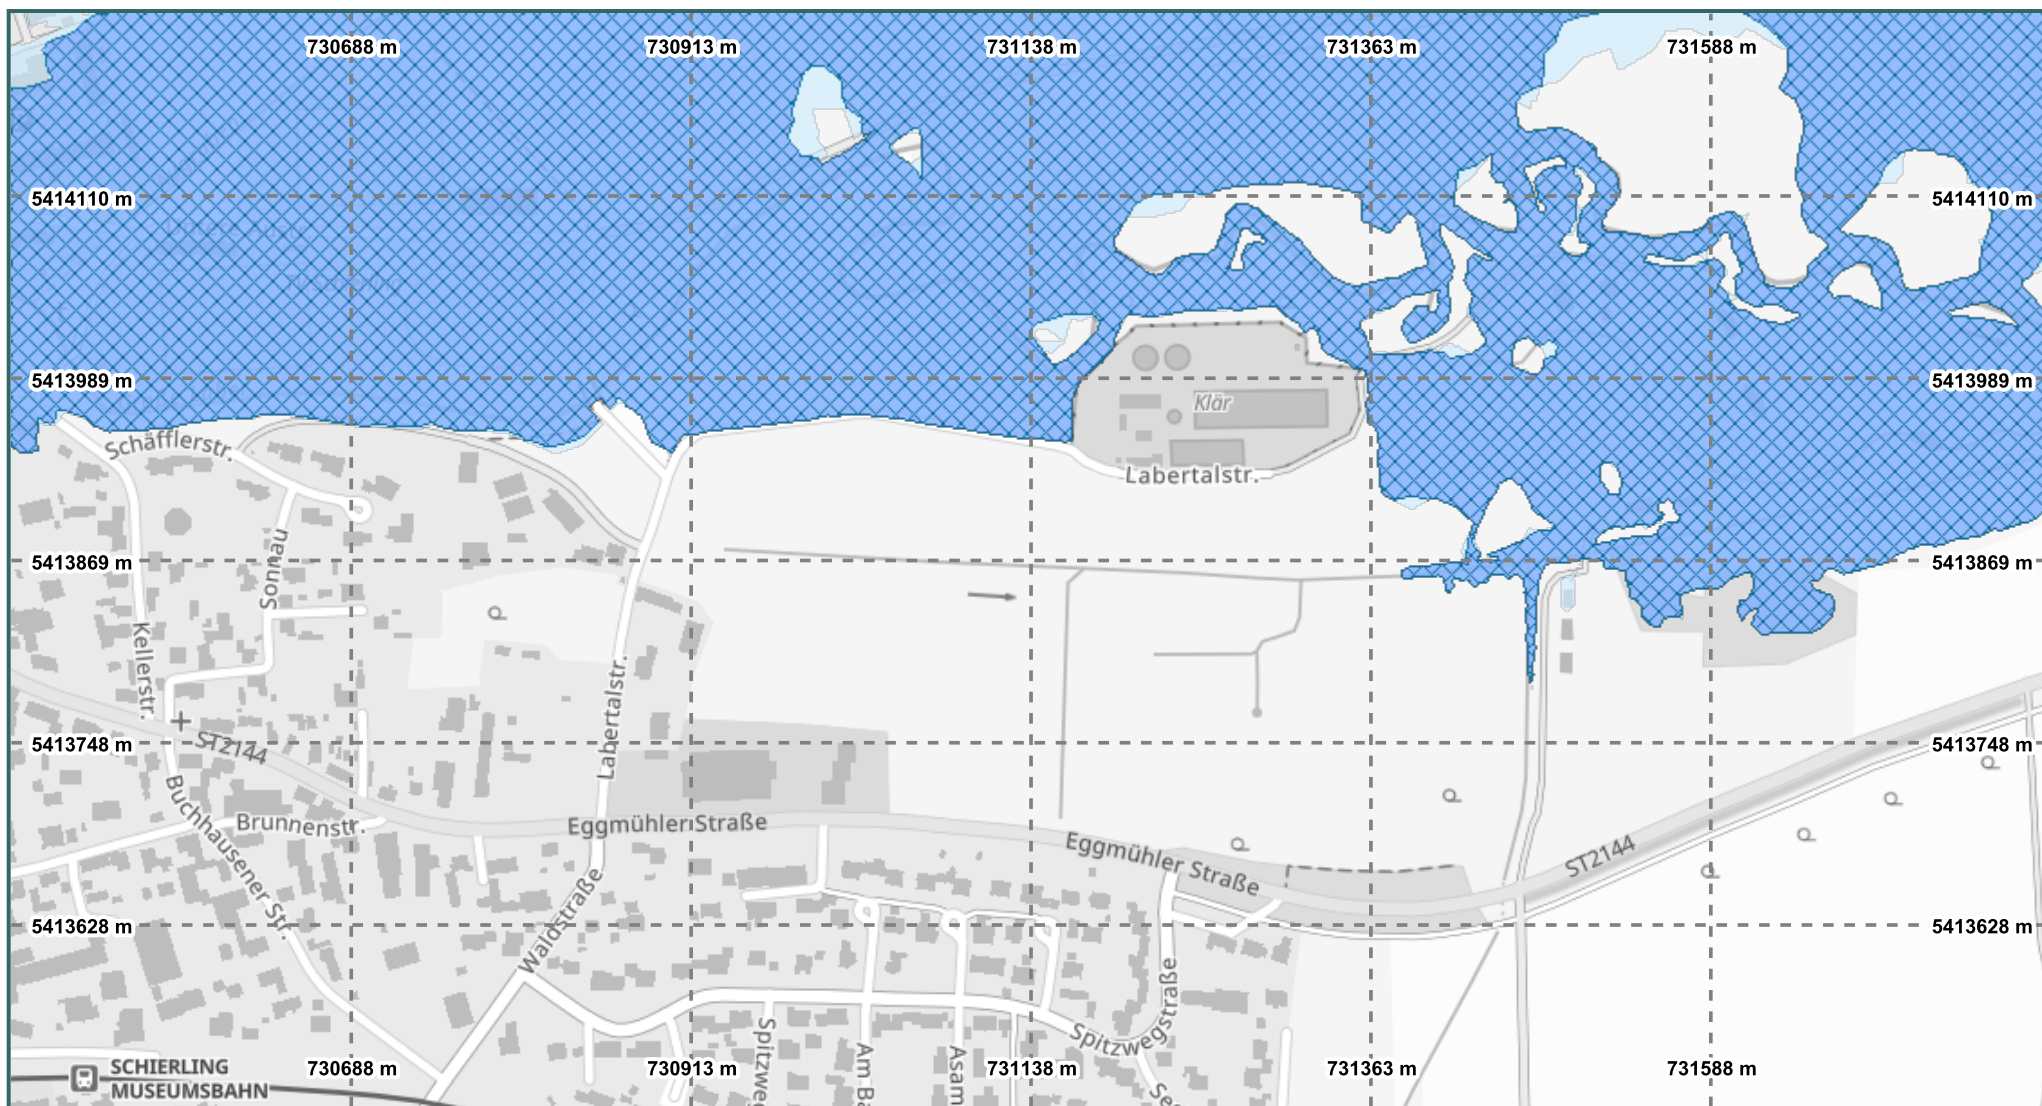 730688 m
730913 m
731138 m
731363 m
731588 m
5414110 m
5414110 m
5413989 m
5413989 m
Klär
Schäfflerstr.
Labertalstr.
Sonnau
5413869 m
5413869 m
Kellerstr.
Labertalstr.
ST2144
5413748 m
5413748 m
Buchhausener Str.
Brunnenstr.
Eggmühler Straße
Eggmühler Straße
ST2144
Waldstraße
5413628 m
5413628 m
Spitzwegstraße
Spitzweg
Am Ba
Asam
SCHIERLING
MUSEUMSBAHN
730688 m
730913 m
731138 m
731363 m
731588 m